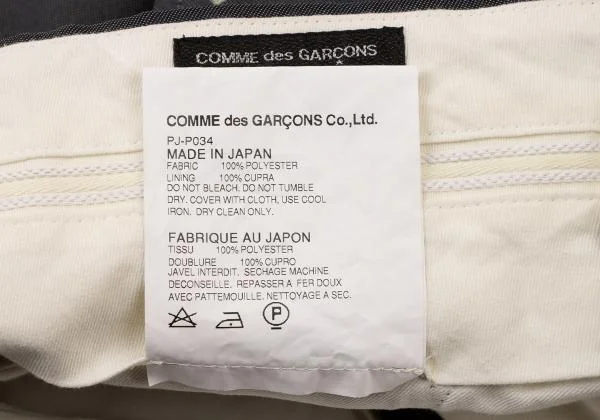 COMME des GARÇONS
COMME des GARÇONS Co.,Ltd.
PJ-P034
MADE IN JAPAN
FABRIC 100% POLYESTER
LINING 100% CUPRA
DO NOT BLEACH. DO NOT TUMBLE
DRY. COVER WITH CLOTH, USE COOL
IRON. DRY CLEAN ONLY.
FABRIQUE AU JAPON
TISSU 100% POLYESTER
DOUBLURE 100% CUPRO
JAVEL INTERDIT. SECHAGE MACHINE
DECONSEILLE. REPASSER A FER DOUX
AVEC PATTEMOUILLE. NETTOYAGE A SEC.
P